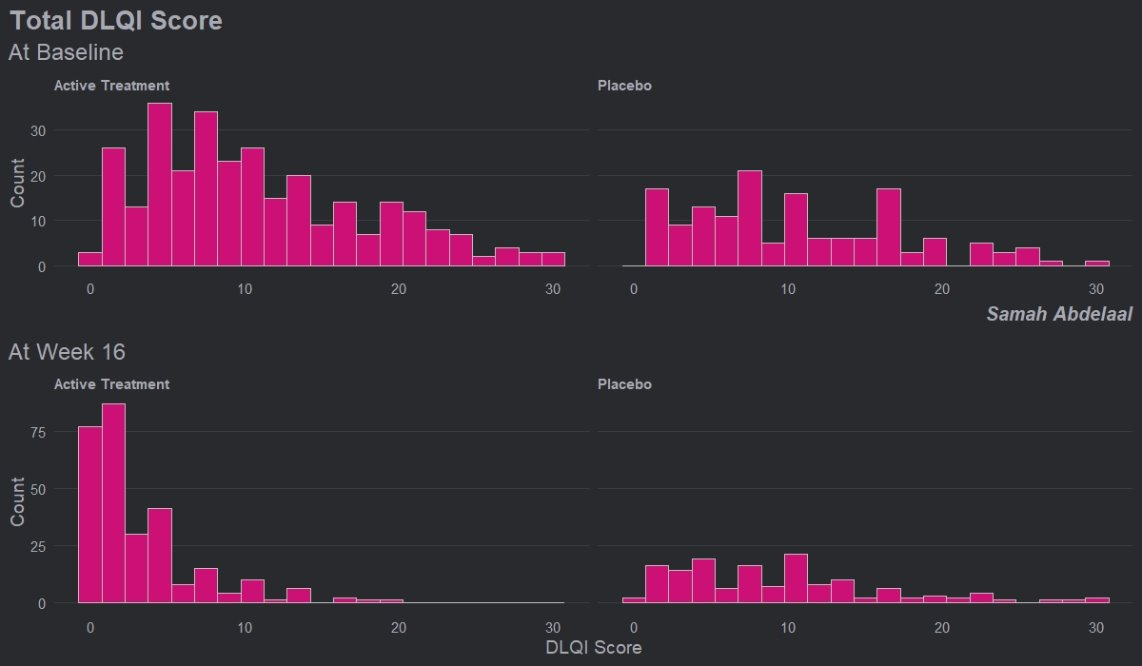 Total DLQI Score
At Baseline
Active Treatment
Placebo
Count
30
20
10
0
0 10 20 30
0 10 20 30
Samah Abdelaal
At Week 16
Active Treatment
Placebo
Count
75
50
25
0
0 10 20 30
0 10 20 30
DLQI Score